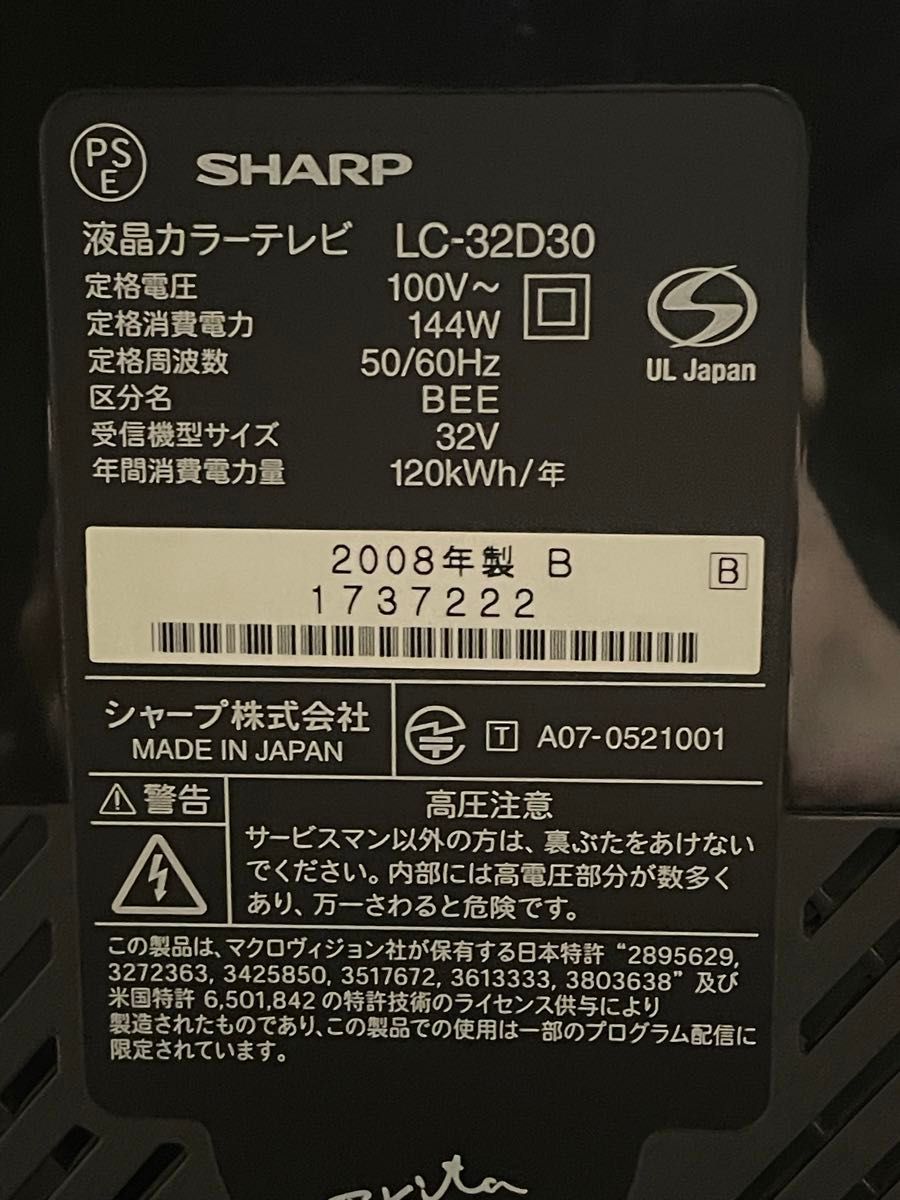 PS
E
SHARP
液晶カラーテレビ LC-32D30
定格電圧 100V～
定格消費電力 144W
定格周波数 50/60Hz
区分名 BEE
受信機型サイズ 32V
年間消費電力量 120kWh/年
UL Japan
2008年製 B
B
1737222
シャープ株式会社
MADE IN JAPAN
T A07-0521001
警告
高圧注意
サービスマン以外の方は、裏ぶたをあけない
でください。内部には高電圧部分が数多く
あり、万一さわると危険です。
この製品は、マクロヴィジョン社が保有する日本特許 “2895629,
3272363, 3425850, 3517672, 3613333, 3803638” 及び
米国特許 6,501,842 の特許技術のライセンス供与により
製造されたものであり、この製品での使用は一部のプログラム配信に
限定されています。